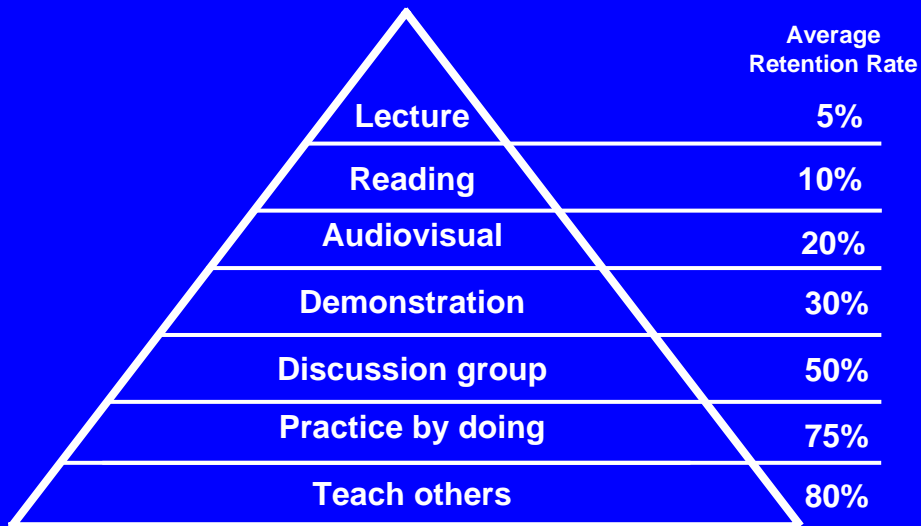 Average
Retention Rate
Lecture 5%
Reading 10%
Audiovisual 20%
Demonstration 30%
Discussion group 50%
Practice by doing 75%
Teach others 80%